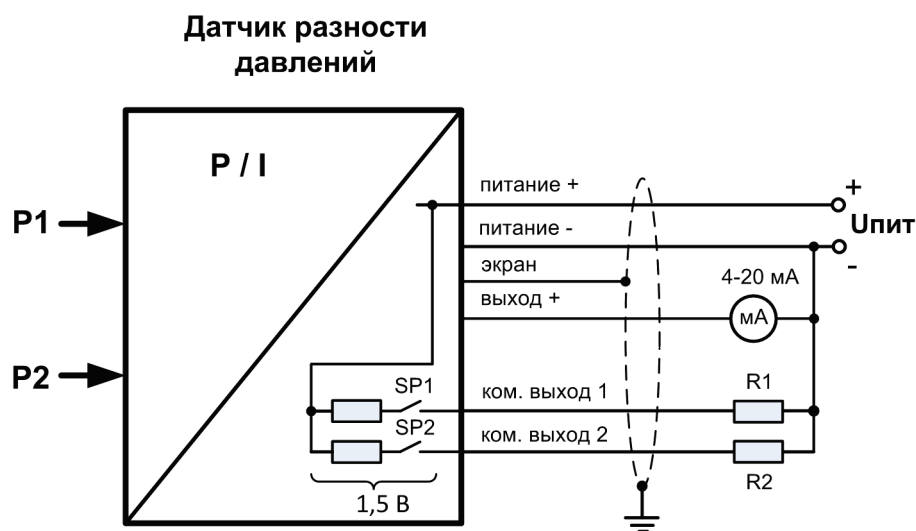 Датчик разности
давлений
P / I
P1
P2
питание +
питание -
экран
выход +
+
Uпит
-
4-20 мА
мА
SP1
SP2
ком. выход 1
ком. выход 2
R1
R2
1,5 В